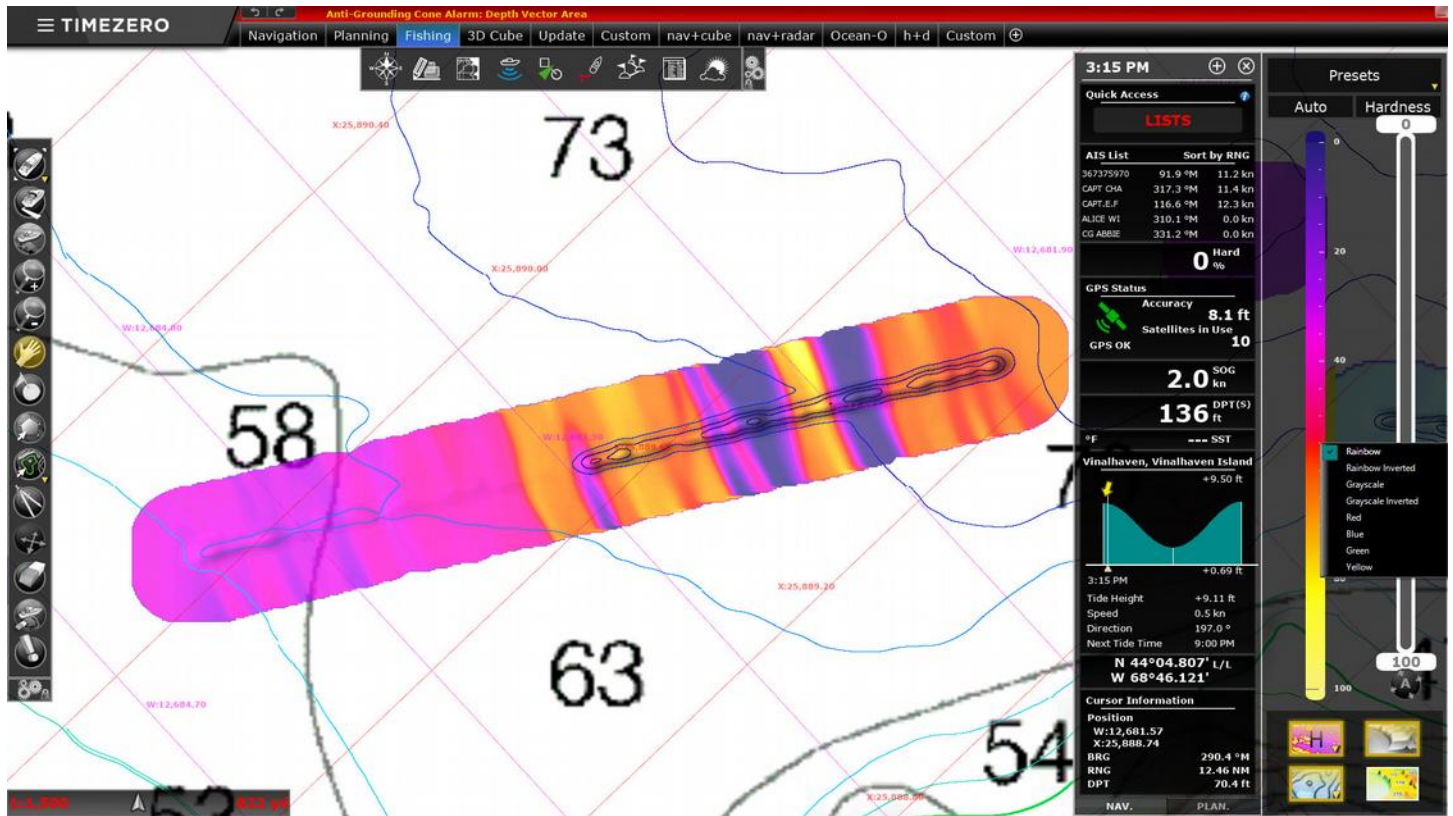 Anti-Grounding Cone Alarm: Depth Vector Area
TIMEZERO
Navigation Planning Fishing 3D Cube Update Custom nav+cube nav+radar Ocean-O h+d Custom
X:25,890.40
73
X:25,890.00
W:12,681.90
W:12,684.00
58
X:25,889.20
63
W:12,684.70
54
X:25,888.00
3:15 PM
Quick Access
LISTS
AIS List Sort by RNG
367375970 91.9 °M 11.2 kn
CAPT CHA 317.3 °M 11.4 kn
CAPT.E.F 116.6 °M 12.3 kn
ALICE WI 310.1 °M 0.0 kn
CG ABBIE 331.2 °M 0.0 kn
0 Hard %
GPS Status
Accuracy
8.1 ft
Satellites in Use
GPS OK 10
2.0 SOG kn
136 DPT(S) ft
°F --- SST
Vinalhaven, Vinalhaven Island
+9.50 ft
+0.69 ft
3:15 PM
Tide Height +9.11 ft
Speed 0.5 kn
Direction 197.0 °
Next Tide Time 9:00 PM
N 44°04.807' L/L
W 68°46.121'
Cursor Information
Position
W:12,681.57
X:25,888.74
BRG 290.4 °M
RNG 12.46 NM
DPT 70.4 ft
NAV. PLAN.
Presets
Auto Hardness
0
0
20
40
Rainbow
Rainbow Inverted
Grayscale
Grayscale Inverted
Red
Blue
Green
Yellow
100
100
A
H